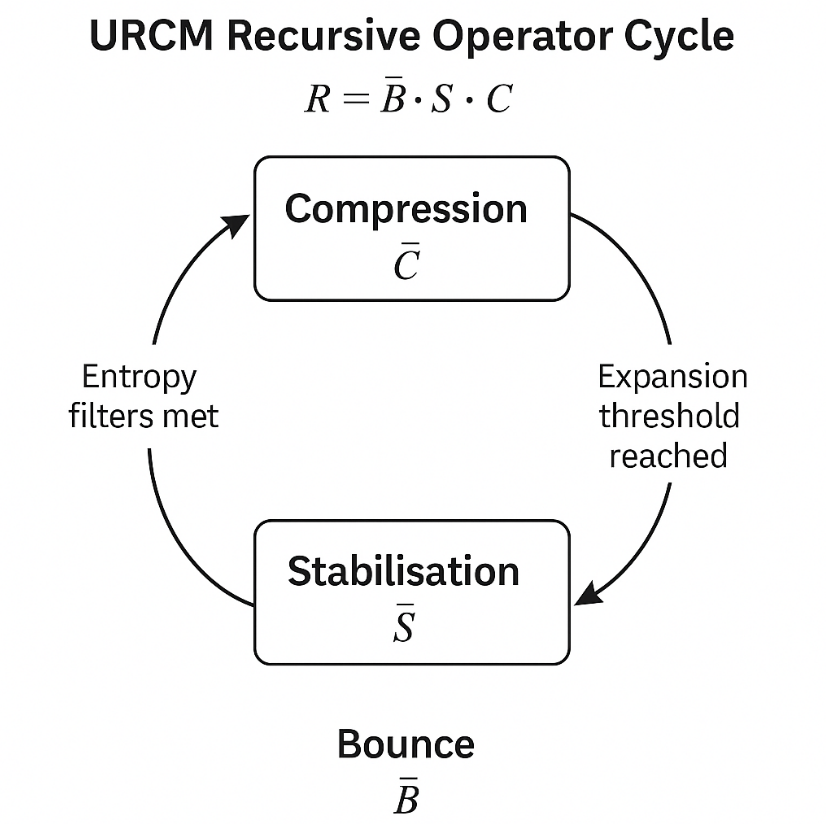 URCM Recursive Operator Cycle
R = B̄ · S · C
Compression
C̄
Entropy
filters met
Expansion
threshold
reached
Stabilisation
S̄
Bounce
B̄